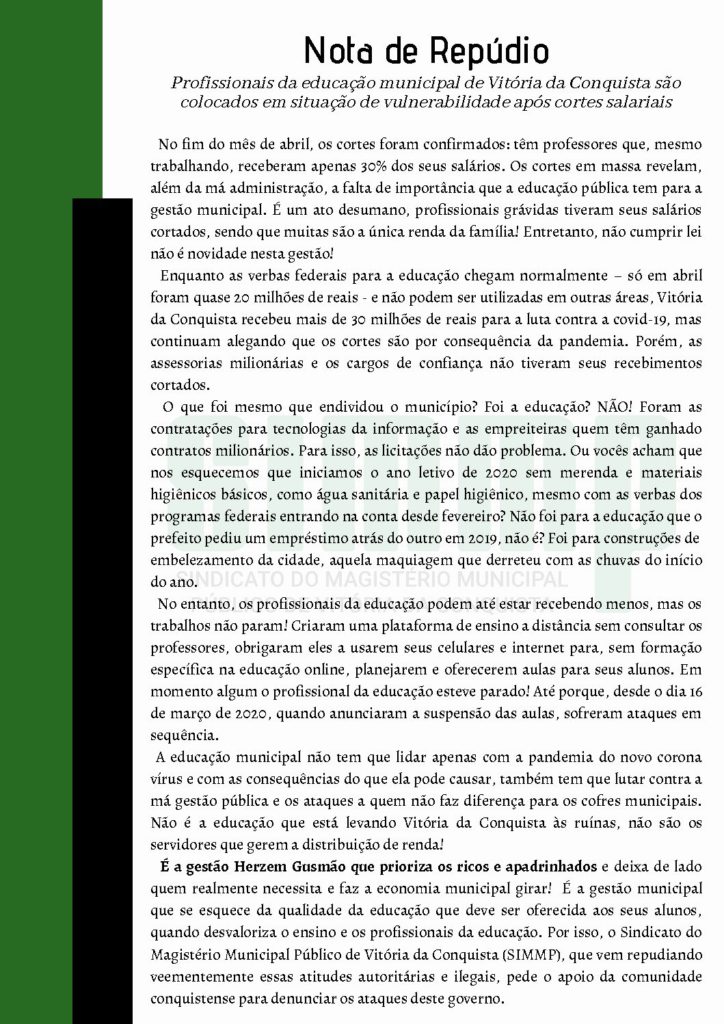 Nota de Repúdio
Profissionais da educação municipal de Vitória da Conquista são
colocados em situação de vulnerabilidade após cortes salariais
No fim do mês de abril, os cortes foram confirmados: têm professores que, mesmo
trabalhando, receberam apenas 30% dos seus salários. Os cortes em massa revelam,
além da má administração, a falta de importância que a educação pública tem para a
gestão municipal. É um ato desumano, profissionais grávidas tiveram seus salários
cortados, sendo que muitas são a única renda da família! Entretanto, não cumprir lei
não é novidade nesta gestão!
Enquanto as verbas federais para a educação chegam normalmente – só em abril
foram quase 20 milhões de reais - e não podem ser utilizadas em outras áreas, Vitória
da Conquista recebeu mais de 30 milhões de reais para a luta contra a covid-19, mas
continuam alegando que os cortes são por consequência da pandemia. Porém, as
assessorias milionárias e os cargos de confiança não tiveram seus recebimentos
cortados.
O que foi mesmo que endividou o município? Foi a educação? NÃO! Foram as
contratações para tecnologias da informação e as empreiteiras quem têm ganhado
contratos milionários. Para isso, as licitações não dão problema. Ou vocês acham que
nos esquecemos que iniciamos o ano letivo de 2020 sem merenda e materiais
higiênicos básicos, como água sanitária e papel higiênico, mesmo com as verbas dos
programas federais entrando na conta desde fevereiro? Não foi para a educação que o
prefeito pediu um empréstimo atrás do outro em 2019, não é? Foi para construções de
embelezamento da cidade, aquela maquiagem que derreteu com as chuvas do início
do ano.
simmp
SINDICATO DO MAGISTÉRIO MUNICIPAL
PÚBLICO DE VITÓRIA DA CONQUISTA
No entanto, os profissionais da educação podem até estar recebendo menos, mas os
trabalhos não param! Criaram uma plataforma de ensino a distância sem consultar os
professores, obrigaram eles a usarem seus celulares e internet para, sem formação
específica na educação online, planejarem e oferecerem aulas para seus alunos. Em
momento algum o profissional da educação esteve parado! Até porque, desde o dia 16
de março de 2020, quando anunciaram a suspensão das aulas, sofreram ataques em
sequência.
A educação municipal não tem que lidar apenas com a pandemia do novo corona
vírus e com as consequências do que ela pode causar, também tem que lutar contra a
má gestão pública e os ataques a quem não faz diferença para os cofres municipais.
Não é a educação que está levando Vitória da Conquista às ruínas, não são os
servidores que gerem a distribuição de renda!
É a gestão Herzem Gusmão que prioriza os ricos e apadrinhados e deixa de lado
quem realmente necessita e faz a economia municipal girar! É a gestão municipal
que se esquece da qualidade da educação que deve ser oferecida aos seus alunos,
quando desvaloriza o ensino e os profissionais da educação. Por isso, o Sindicato do
Magistério Municipal Público de Vitória da Conquista (SIMMP), que vem repudiando
veementemente essas atitudes autoritárias e ilegais, pede o apoio da comunidade
conquistense para denunciar os ataques deste governo.